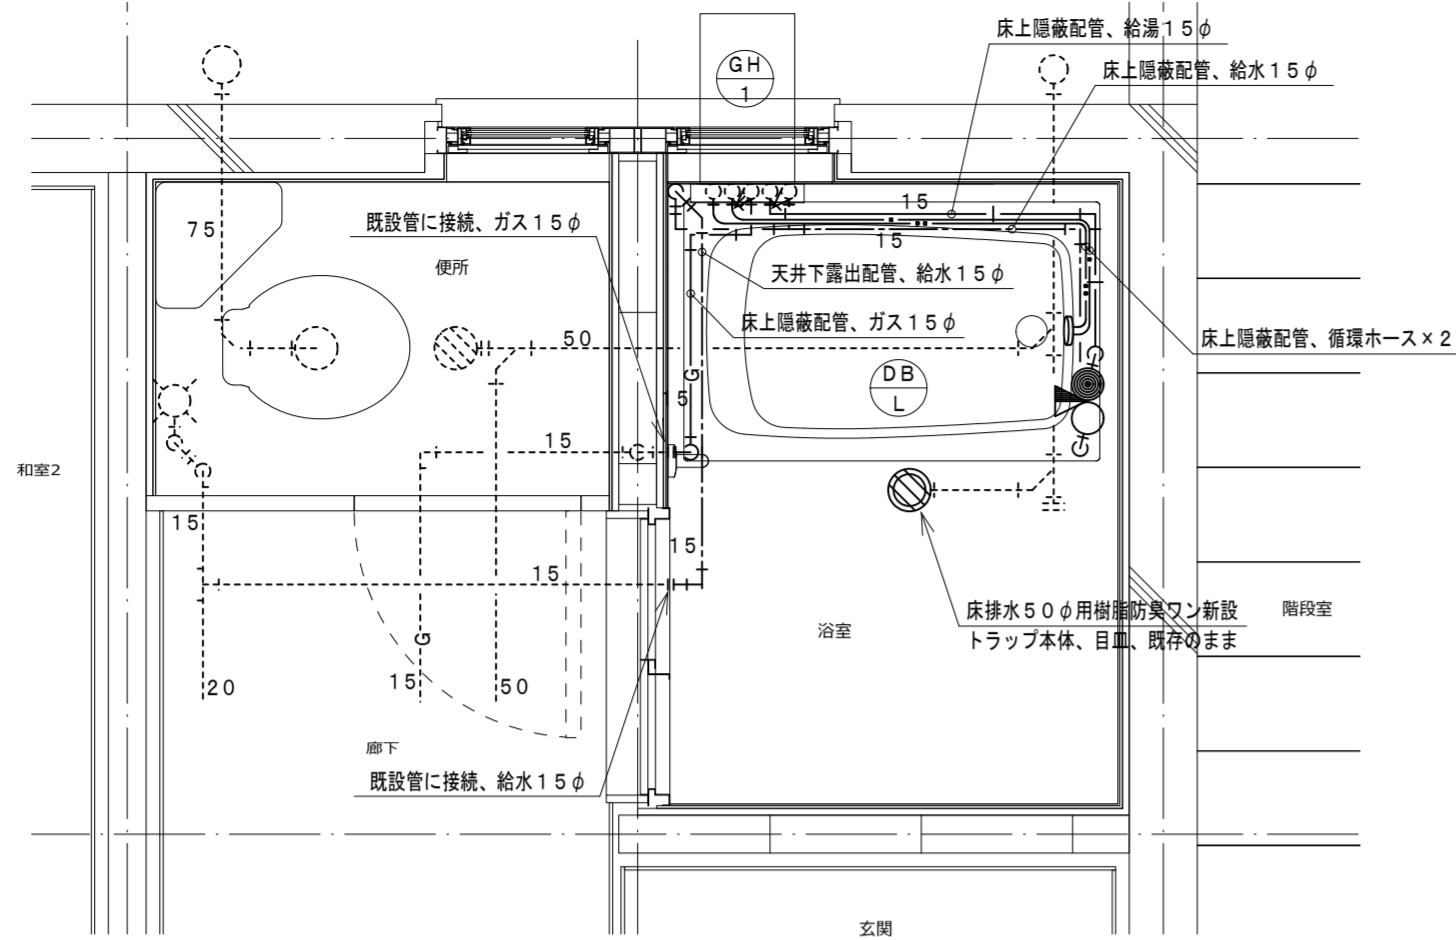 床上隠蔽配管、給湯１５φ
GH
1
床上隠蔽配管、給水１５φ
75
既設管に接続、ガス１５φ
便所
15
15
天井下露出配管、給水１５φ
床上隠蔽配管、ガス１５φ
50
床上隠蔽配管、循環ホース×２
G
15
DB
L
15
和室2
15
15
15
床排水５０φ用樹脂防臭ワン新設
トラップ本体、目皿、既存のまま
階段室
浴室
G
20
15
50
廊下
既設管に接続、給水１５φ
玄関